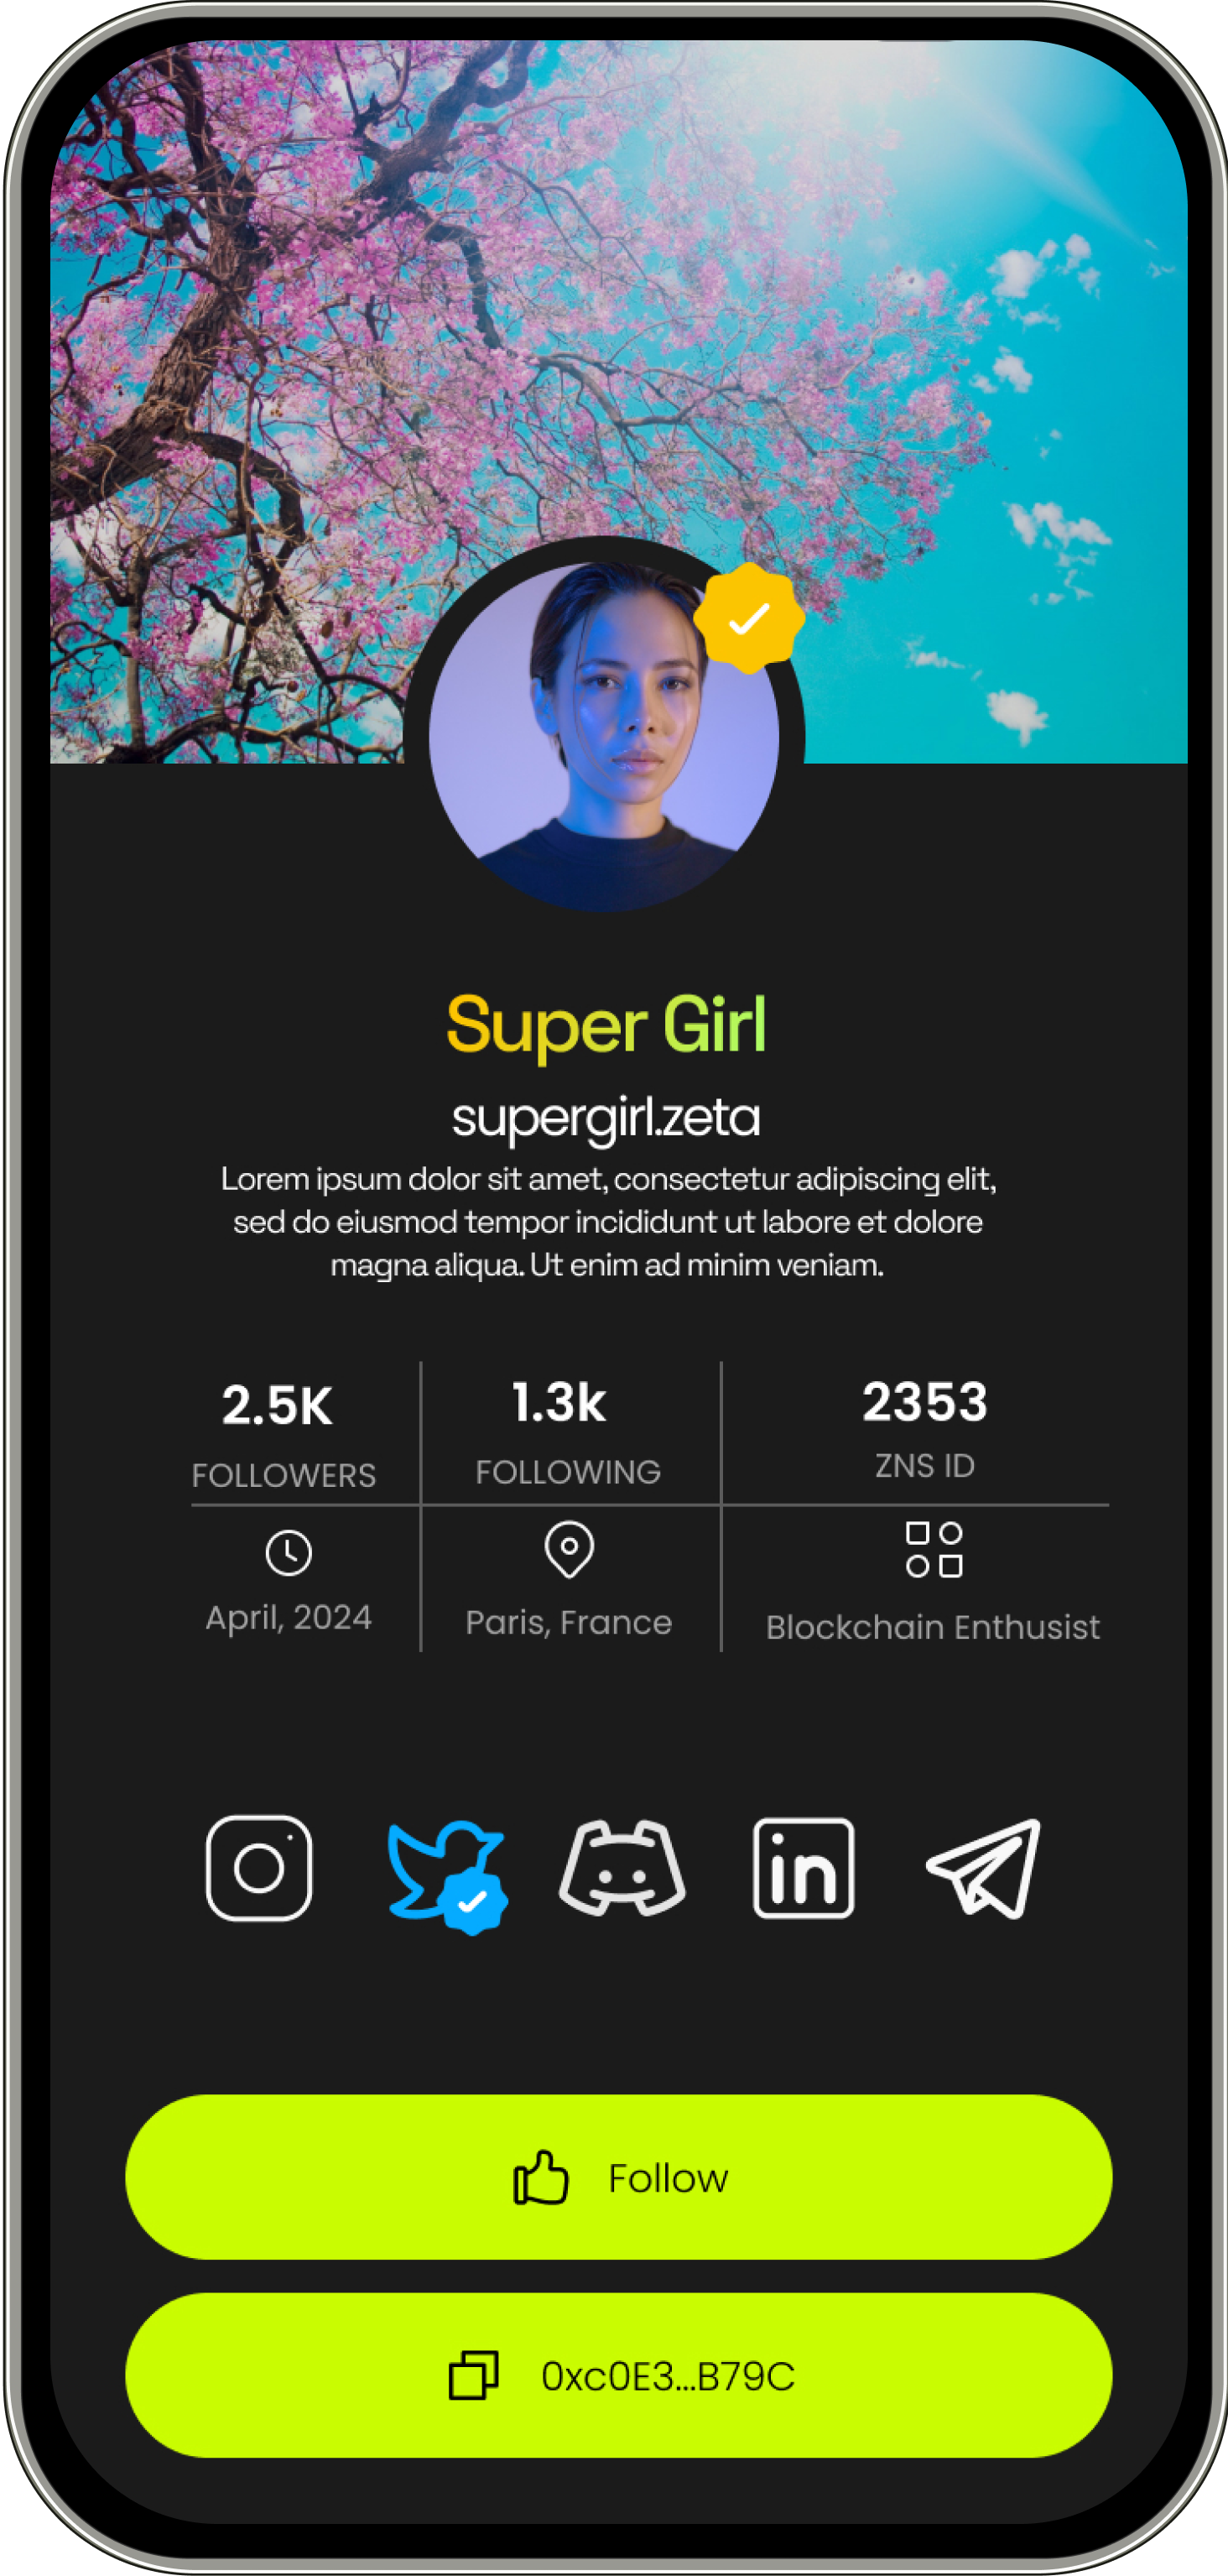 Super Girl
supergirl.zeta
Lorem ipsum dolor sit amet, consectetur adipiscing elit,
sed do eiusmod tempor incididunt ut labore et dolore
magna aliqua. Ut enim ad minim veniam.
2.5K
FOLLOWERS
1.3k
FOLLOWING
2353
ZNS ID
April, 2024
Paris, France
Blockchain Enthusist
in
Follow
0xc0E3...B79C